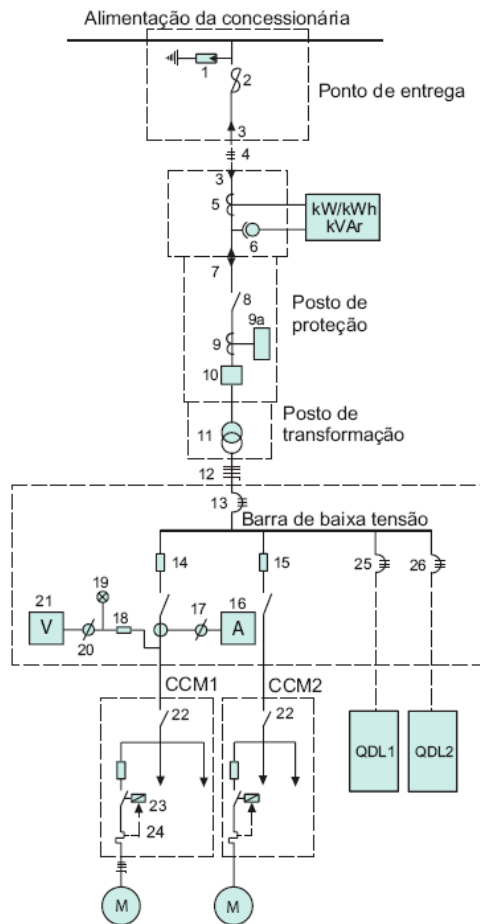 Alimentação da concessionária
1
2
Ponto de entrega
3
4
3
5
kW/kWh
kVAr
6
7
8
Posto de
proteção
9a
9
10
Posto de
transformação
11
12
13
Barra de baixa tensão
14
15
25
26
19
21
V
20
18
17
16
A
CCM1
CCM2
22
22
QDL1
QDL2
23
24
M
M